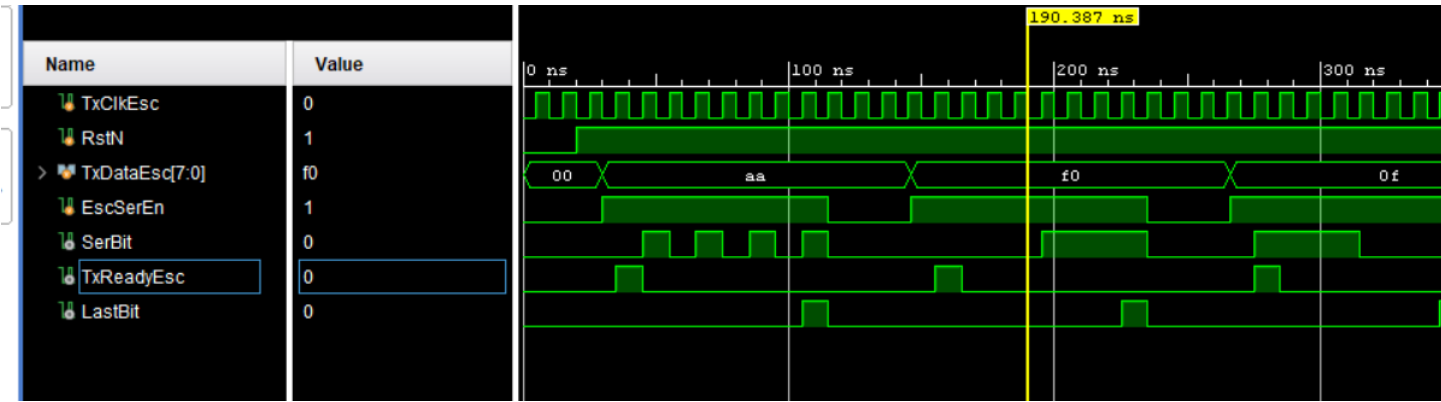 190.387 ns
Name Value
0 ns 100 ns 200 ns 300 ns
TxClkEsc 0
RstN 1
TxDataEsc[7:0] f0 00 aa f0 0f
EscSerEn 1
SerBit 0
TxReadyEsc 0
LastBit 0